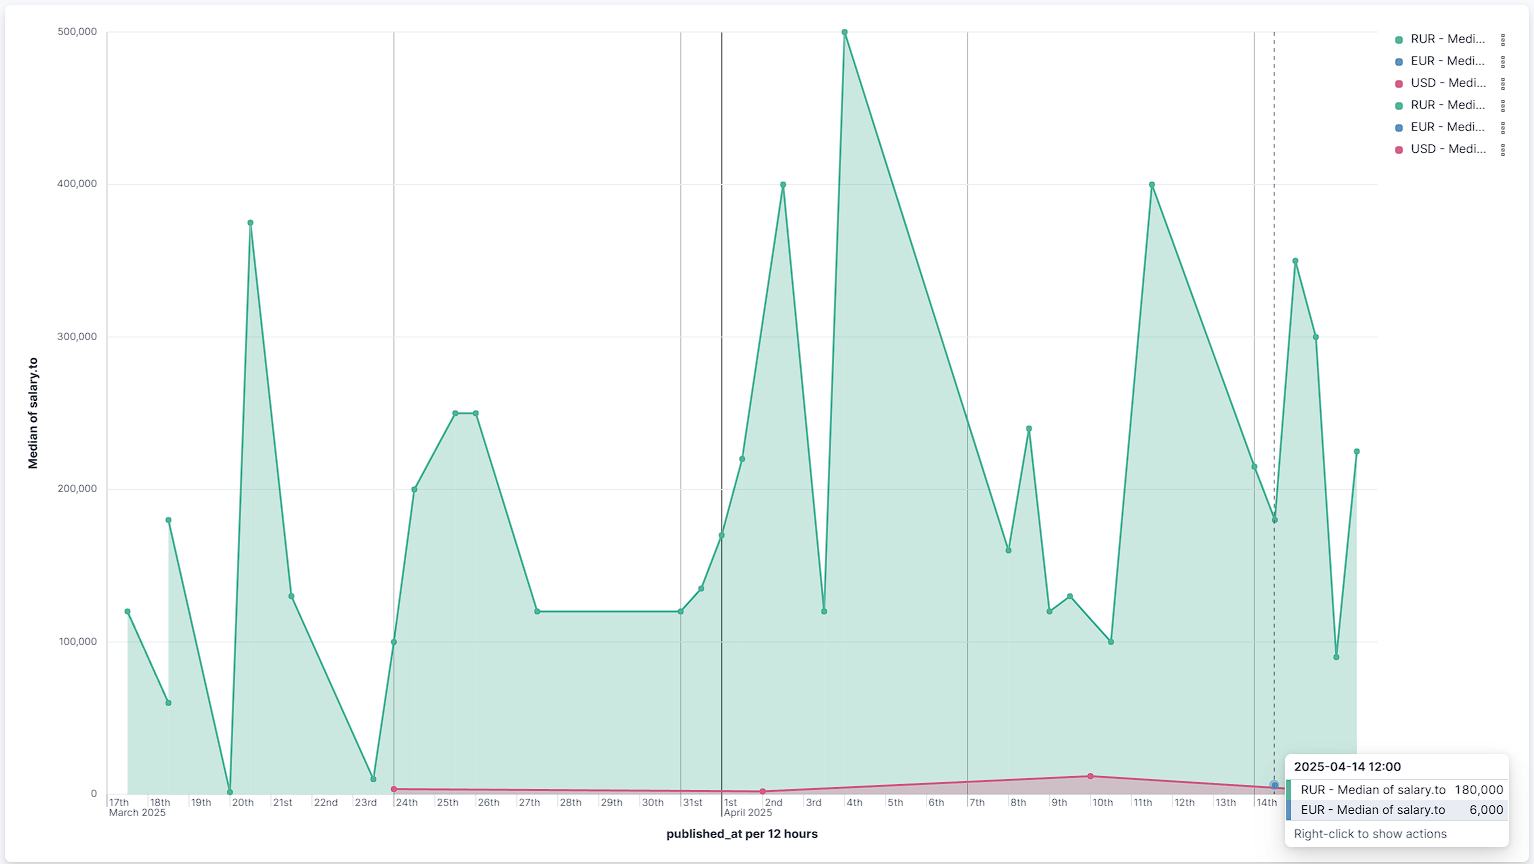 500,000
400,000
300,000
200,000
100,000
0
Median of salary.to
17th 18th 19th 20th 21st 22nd 23rd 24th 25th 26th 27th 28th 29th 30th 31st 1st 2nd 3rd 4th 5th 6th 7th 8th 9th 10th 11th 12th 13th 14th
March 2025 April 2025
published_at per 12 hours
RUR - Medi...
EUR - Medi...
USD - Medi...
RUR - Medi...
EUR - Medi...
USD - Medi...
2025-04-14 12:00
RUR - Median of salary.to 180,000
EUR - Median of salary.to 6,000
Right-click to show actions